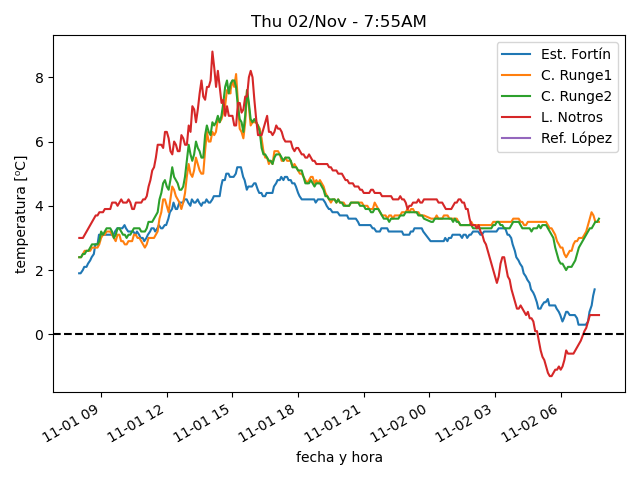 Thu 02/Nov - 7:55AM
temperatura [ºC]
8
6
4
2
0
Est. Fortín
C. Runge1
C. Runge2
L. Notros
Ref. López
11-01 09
11-01 12
11-01 15
11-01 18
11-01 21
11-02 00
11-02 03
11-02 06
fecha y hora